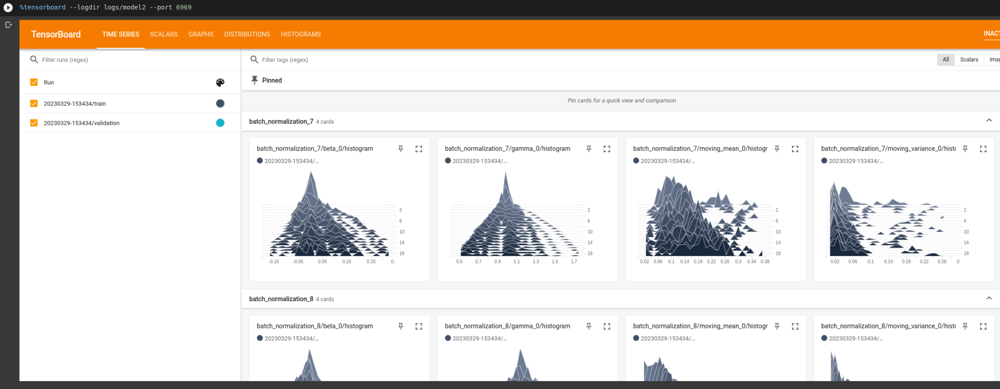 %tensorboard --logdir logs/model2 --port 6969
TensorBoard TIME SERIES SCALARS GRAPHS DISTRIBUTIONS HISTOGRAMS INACT
Filter runs (regex)
Run
20230329-153434/train
20230329-153434/validation
Filter tags (regex)
All Scalars Imag
Pinned
Pin cards for a quick view and comparison
batch_normalization_7 4 cards
batch_normalization_7/beta_0/histogram
20230329-153434/...
2
6
10
14
18
-0.15 -0.05 0.05 0.15 0.25 0.
batch_normalization_7/gamma_0/histogram
20230329-153434/...
2
6
10
14
18
0.5 0.7 0.9 1.1 1.3 1.5 1.7
batch_normalization_7/moving_mean_0/histogr
20230329-153434/...
2
6
10
14
18
0.02 0.06 0.1 0.14 0.18 0.22 0.26 0.3 0.34 0.38
batch_normalization_7/moving_variance_0/histo
20230329-153434/...
2
6
10
14
18
0.02 0.06 0.1 0.14 0.18 0.22 0.26 0
batch_normalization_8 4 cards
batch_normalization_8/beta_0/histogram
20230329-153434/...
batch_normalization_8/gamma_0/histogram
20230329-153434/...
batch_normalization_8/moving_mean_0/histogr
20230329-153434/...
batch_normalization_8/moving_variance_0/histo
20230329-153434/...